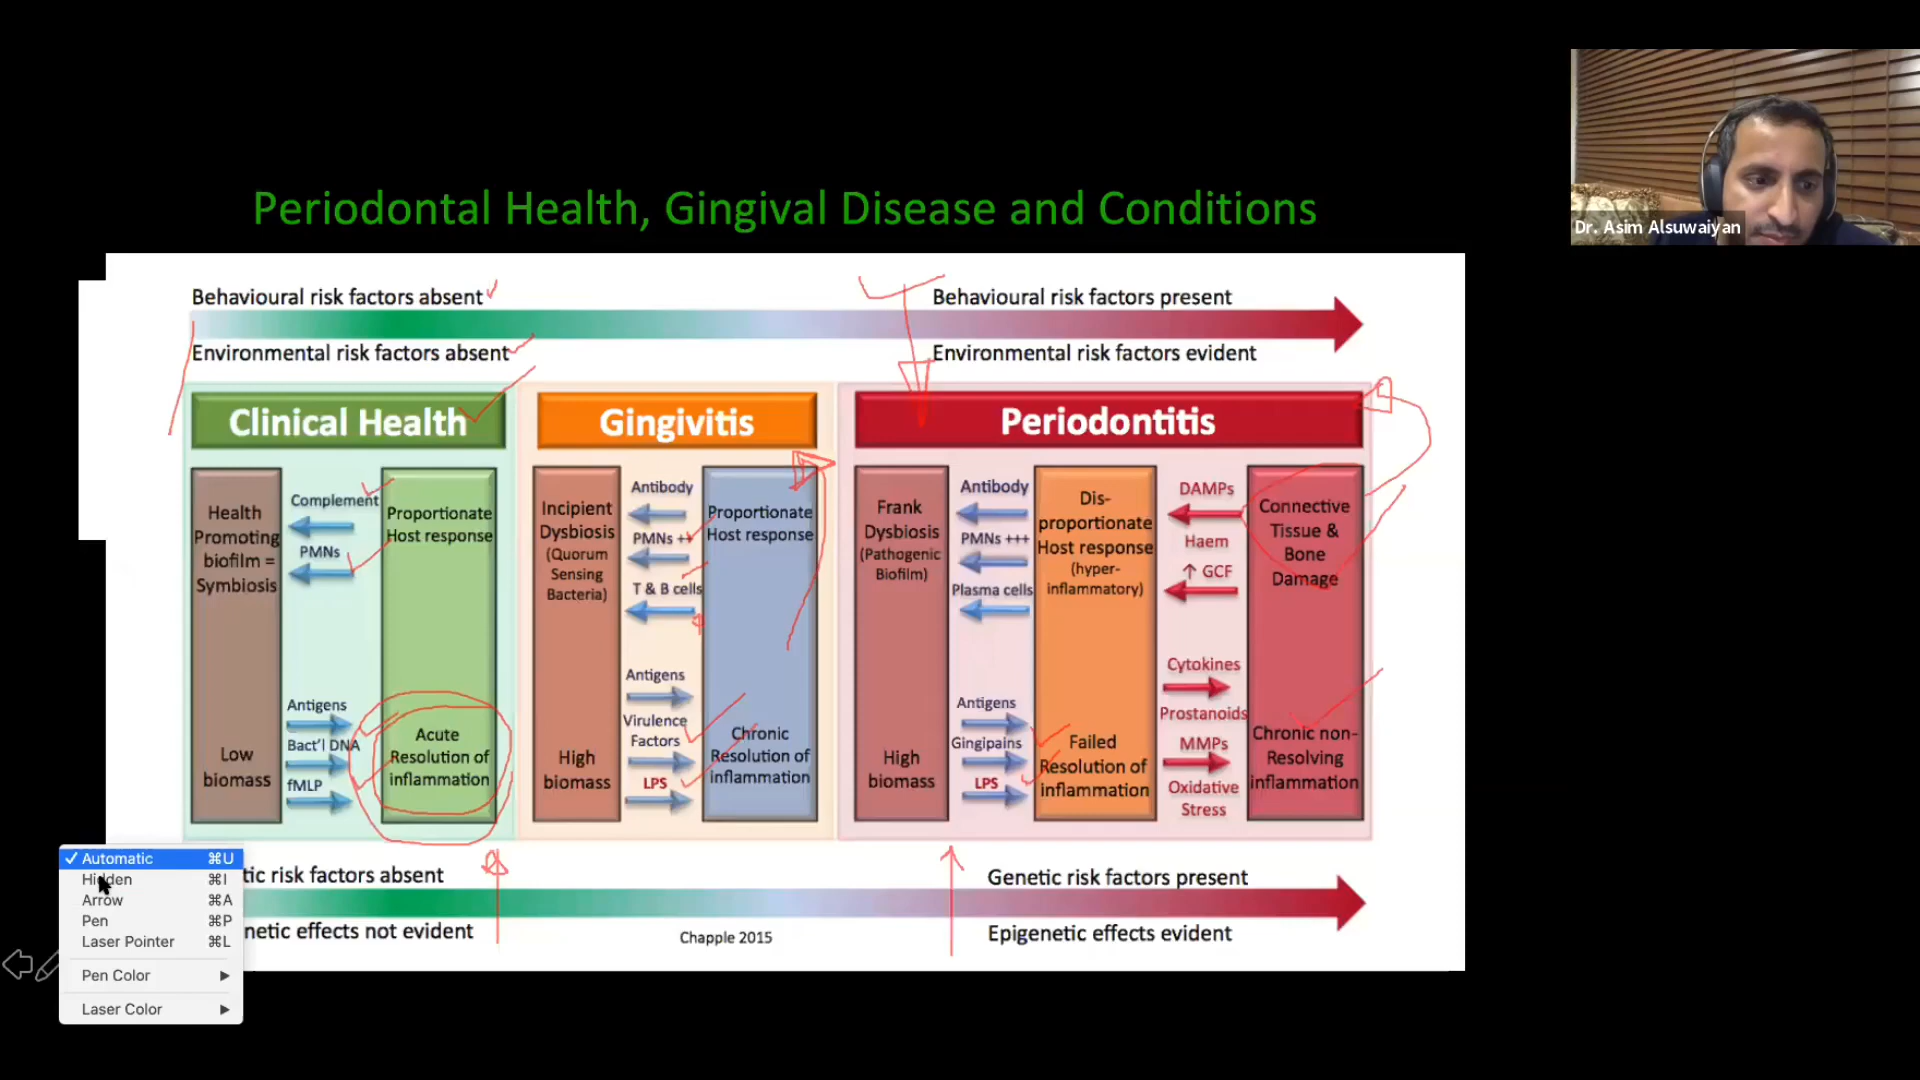 Periodontal Health, Gingival Disease and Conditions
Dr. Asim Alsuwaiyan
Behavioural risk factors absent
Behavioural risk factors present
Environmental risk factors absent
Environmental risk factors evident
Clinical Health
Health
Promoting
biofilm =
Symbiosis
Low
biomass
Complement
PMNs
Antigens
Bact'l DNA
fMLP
Proportionate
Host response
Acute
Resolution of
inflammation
Gingivitis
Incipient
Dysbiosis
(Quorum
Sensing
Bacteria)
High
biomass
Antibody
PMNs ++
T & B cells
Antigens
Virulence
Factors
LPS
Proportionate
Host response
Chronic
Resolution of
inflammation
Periodontitis
Frank
Dysbiosis
(Pathogenic
Biofilm)
High
biomass
Antibody
PMNs +++
Plasma cells
Antigens
Gingipains
LPS
Dis-
proportionate
Host response
(hyper-
inflammatory)
Failed
Resolution of
inflammation
DAMPs
Haem
↑ GCF
Cytokines
Prostanoids
MMPs
Oxidative
Stress
Connective
Tissue &
Bone
Damage
Chronic non-
Resolving
inflammation
tic risk factors absent
Genetic risk factors present
netic effects not evident
Chapple 2015
Epigenetic effects evident
✓ Automatic ⌘U
Hidden ⌘I
Arrow ⌘A
Pen ⌘P
Laser Pointer ⌘L
Pen Color
Laser Color